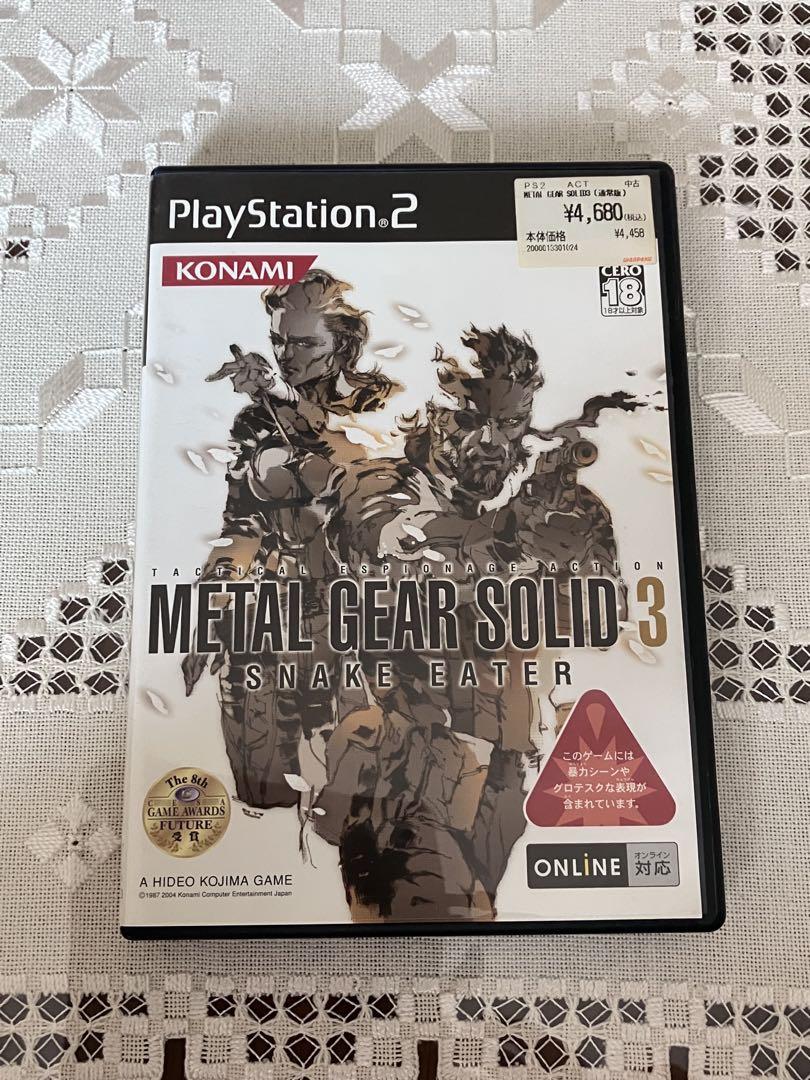 PlayStation®2
PS2 ACT 中古
METAL GEAR SOLID3 (通常版)
¥4,680(税込)
本体価格 ¥4,458
2000013301024
KONAMI
CERO
18
18才以上対象
TACTICAL ESPIONAGE ACTION
METAL GEAR SOLID® 3
SNAKE EATER
このゲームには
暴力シーンや
グロテスクな表現が
含まれています。
The 8th
CESA
GAME AWARDS
FUTURE
受賞
ONLiNE オンライン
対応
A HIDEO KOJIMA GAME
©1987 2004 Konami Computer Entertainment Japan